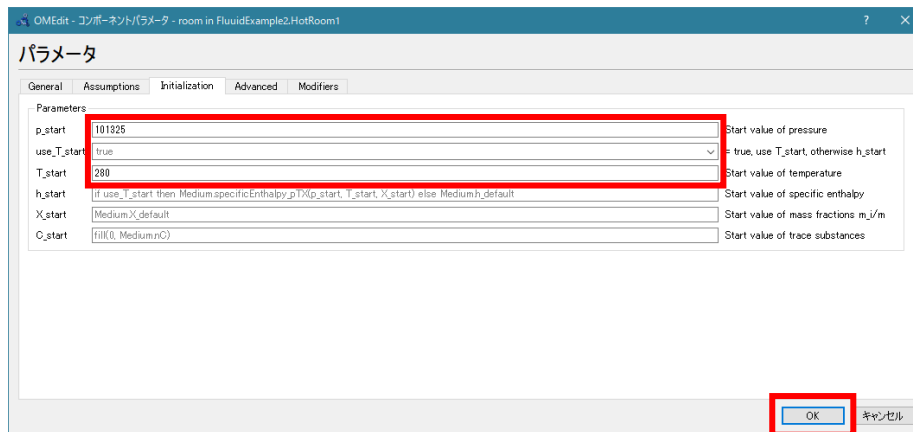 OMEdit - コンポーネントパラメータ - room in FluuidExample2.HotRoom1
パラメータ
General Assumptions Initialization Advanced Modifiers
Parameters
p_start 101325 Start value of pressure
use_T_start true = true, use T_start, otherwise h_start
T_start 280 Start value of temperature
h_start if use_T_start then Medium.specificEnthalpy_pTX(p_start, T_start, X_start) else Medium.h_default Start value of specific enthalpy
X_start Medium.X_default Start value of mass fractions m_i/m
C_start fill(0, Medium.nC) Start value of trace substances
OK キャンセル